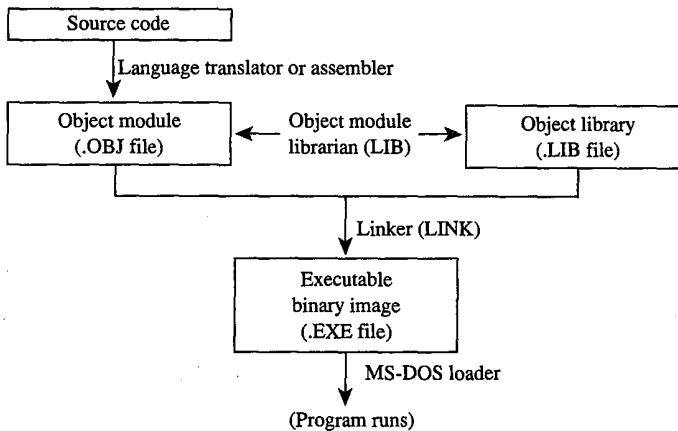 Source code
Language translator or assembler
Object module
(.OBJ file)
Object module
librarian (LIB)
Object library
(.LIB file)
Linker (LINK)
Executable
binary image
(.EXE file)
MS-DOS loader
(Program runs)